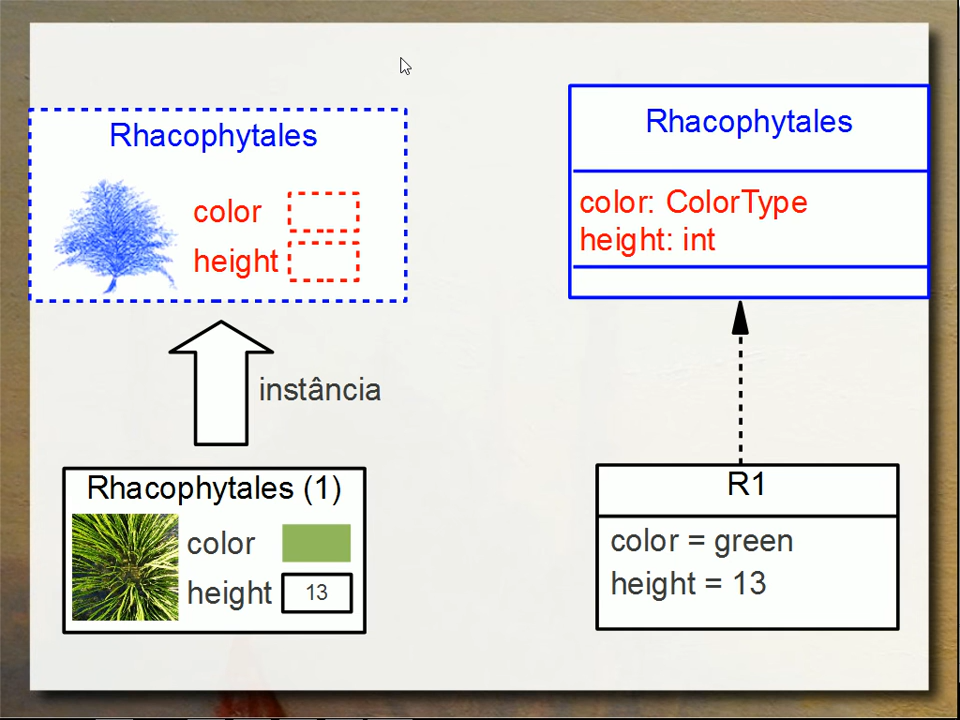 Rhacophytales
color
height
instância
Rhacophytales (1)
color
height
13
Rhacophytales
color: ColorType
height: int
R1
color = green
height = 13